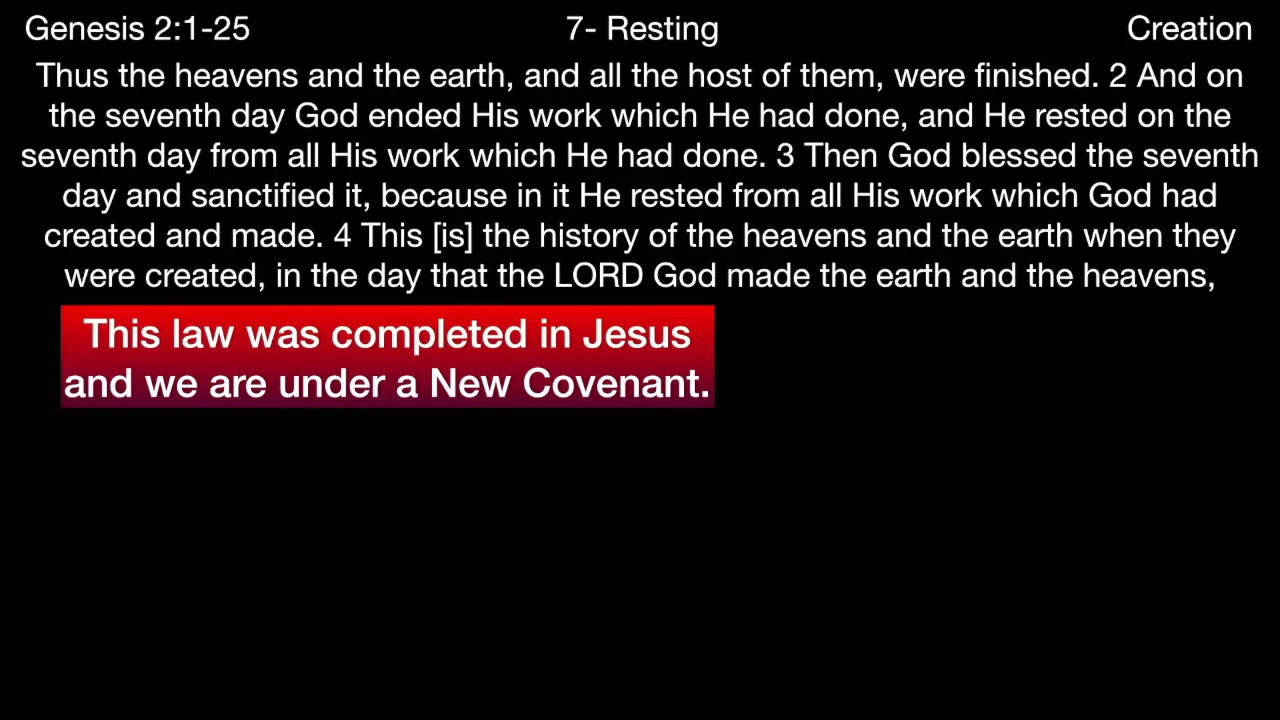 Genesis 2:1-25 7- Resting Creation
Thus the heavens and the earth, and all the host of them, were finished. 2 And on
the seventh day God ended His work which He had done, and He rested on the
seventh day from all His work which He had done. 3 Then God blessed the seventh
day and sanctified it, because in it He rested from all His work which God had
created and made. 4 This [is] the history of the heavens and the earth when they
were created, in the day that the LORD God made the earth and the heavens,
This law was completed in Jesus
and we are under a New Covenant.